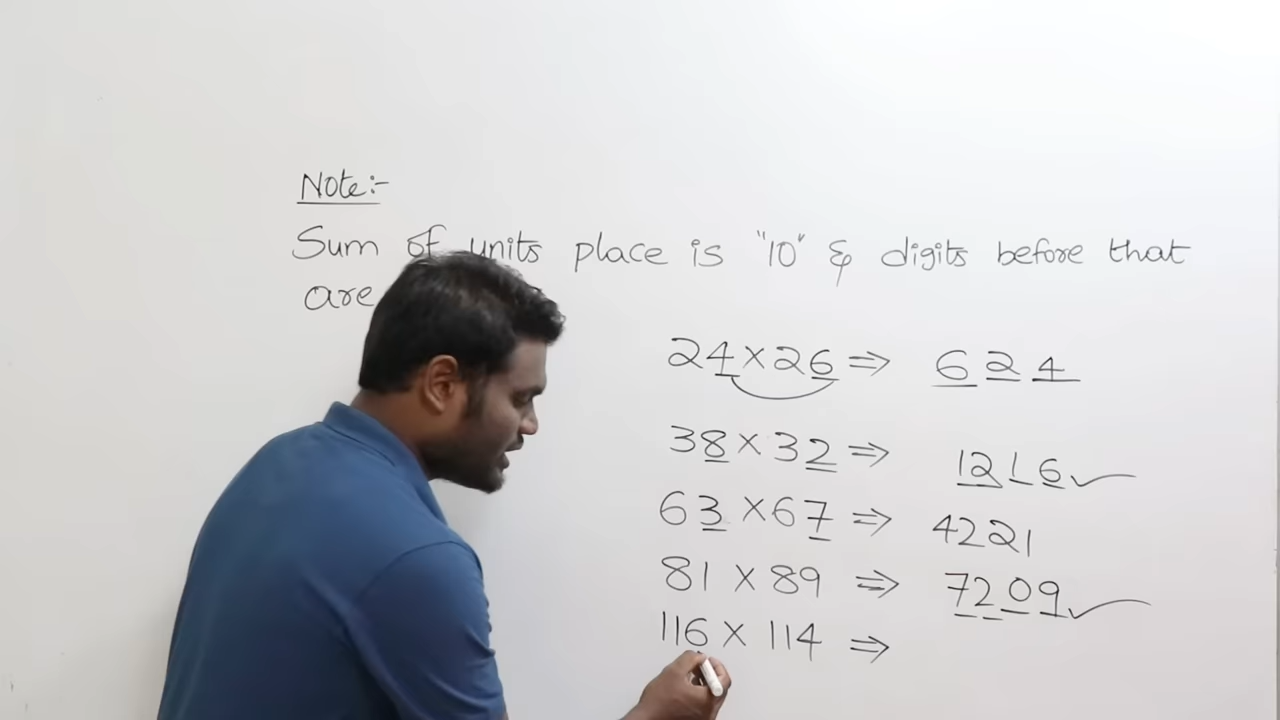 Note:-
Sum of units place is "10" & digits before that
are
24×26 ⇒ 624
38×32 ⇒ 1216
63×67 ⇒ 4221
81×89 ⇒ 7209
116×114 ⇒